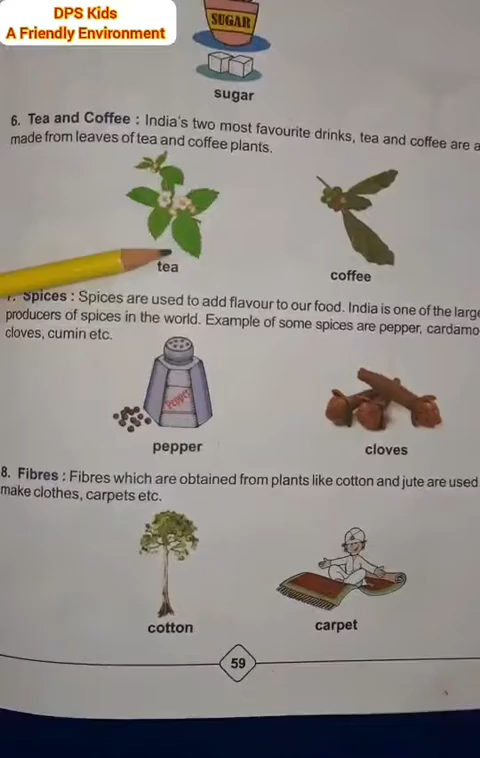 DPS Kids
A Friendly Environment
SUGAR
sugar
6. Tea and Coffee : India's two most favourite drinks, tea and coffee are a
made from leaves of tea and coffee plants.
tea
coffee
7. Spices : Spices are used to add flavour to our food. India is one of the large
producers of spices in the world. Example of some spices are pepper, cardamo
cloves, cumin etc.
Pepper
pepper
cloves
8. Fibres : Fibres which are obtained from plants like cotton and jute are used
make clothes, carpets etc.
cotton
carpet
59